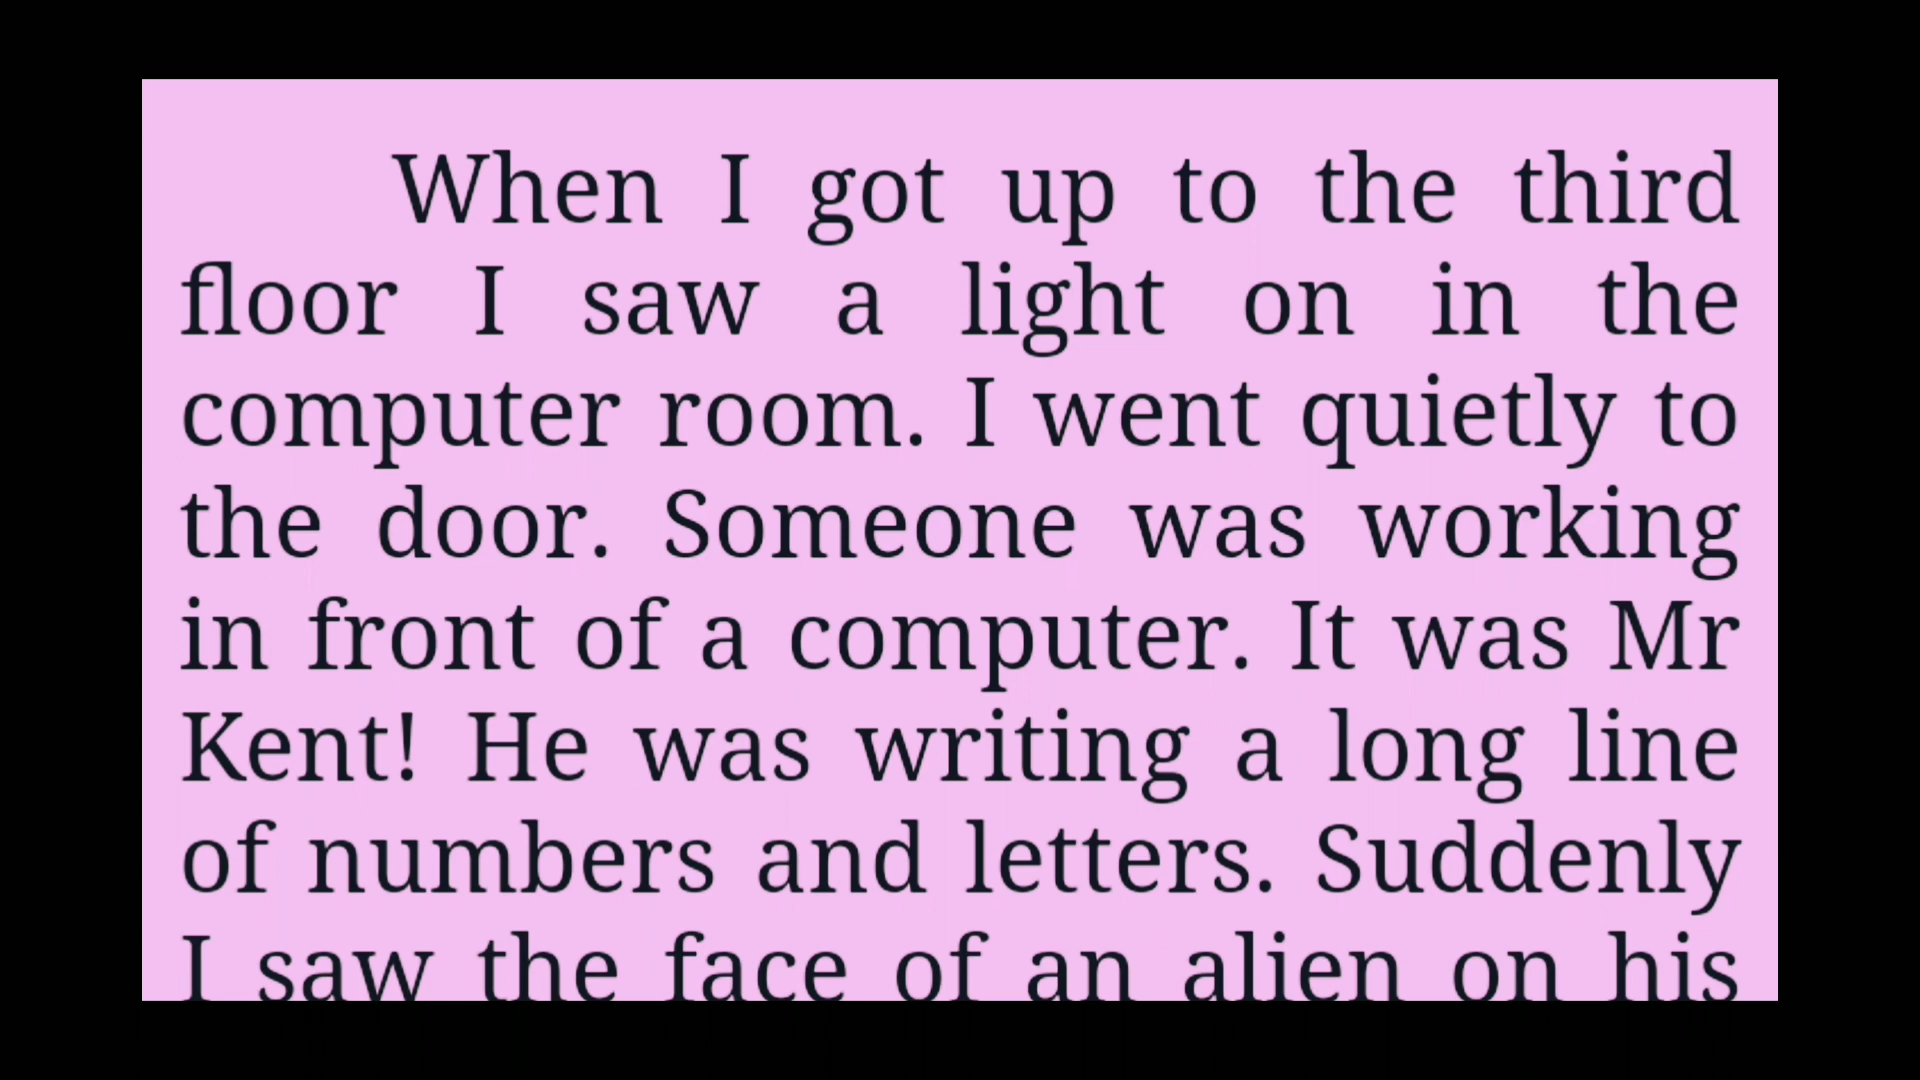 When I got up to the third
floor I saw a light on in the
computer room. I went quietly to
the door. Someone was working
in front of a computer. It was Mr
Kent! He was writing a long line
of numbers and letters. Suddenly
I saw the face of an alien on his